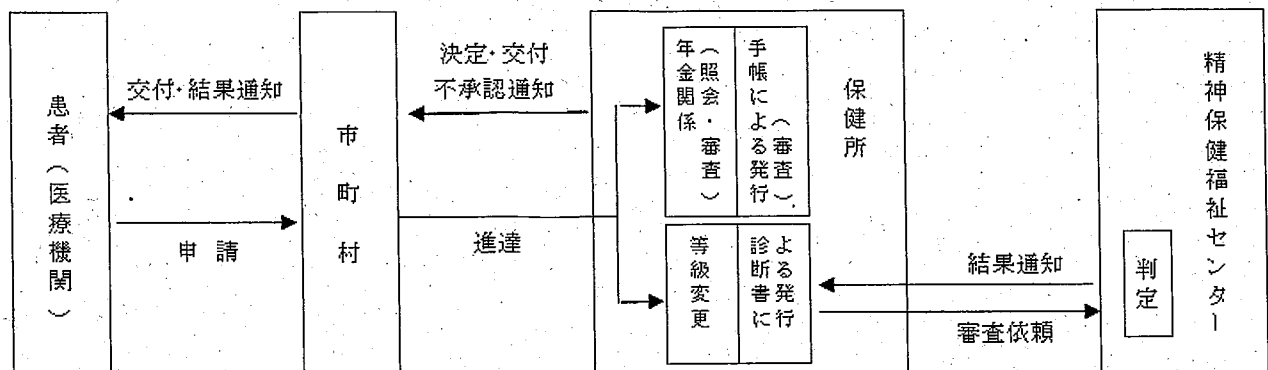 患者（医療機関）
交付・結果通知
申請
市町村
決定・交付
不承認通知
進達
年金関係
（照会・審査）
手帳による発行
（審査）
等級変更
診断書に
よる発行
保健所
結果通知
審査依頼
判定
精神保健福祉センター